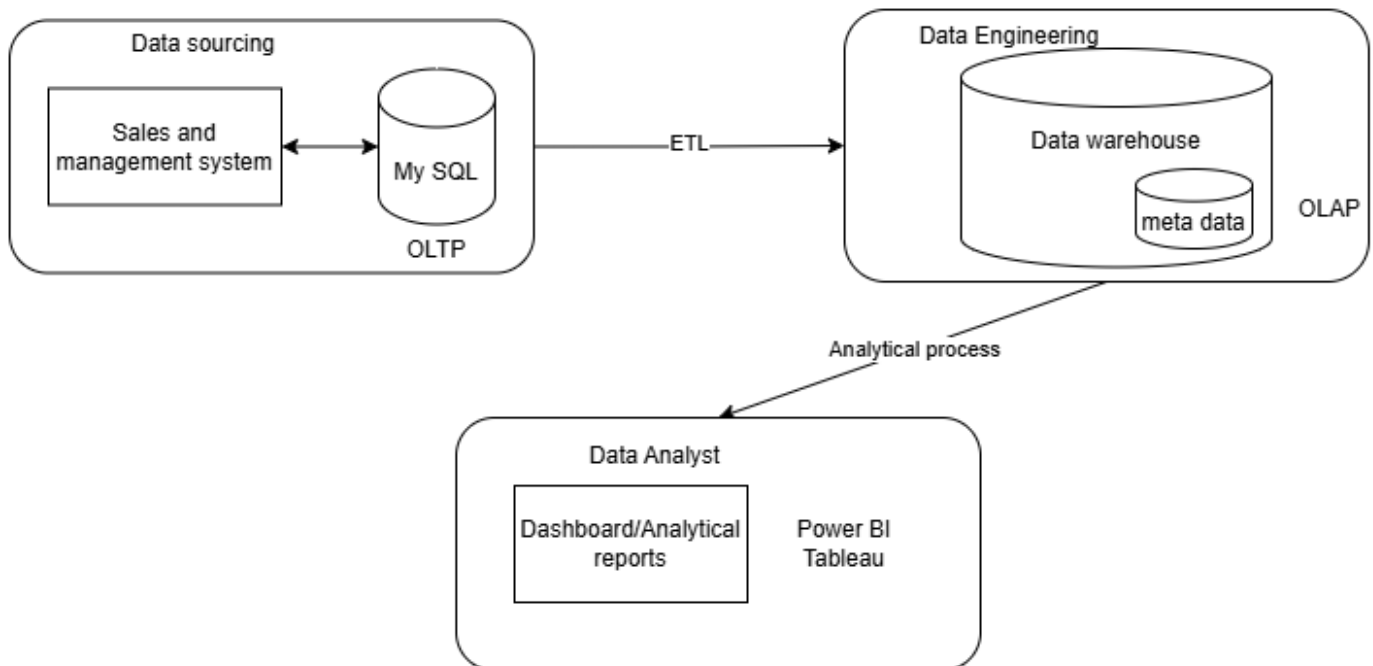 Data sourcing
Sales and
management system
My SQL
OLTP
ETL
Data Engineering
Data warehouse
meta data
OLAP
Analytical process
Data Analyst
Dashboard/Analytical
reports
Power BI
Tableau